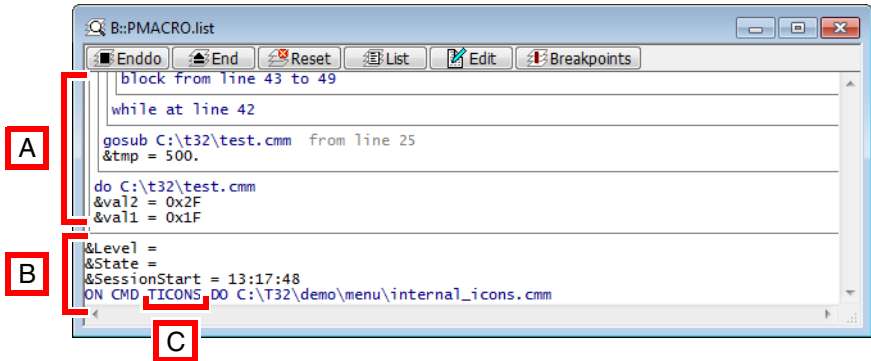 B::PMACRO.list
Enddo End Reset List Edit Breakpoints
block from line 43 to 49
while at line 42
A
gosub C:\t32\test.cmm from line 25
&tmp = 500.
do C:\t32\test.cmm
&val2 = 0x2F
&val1 = 0x1F
&Level =
&State =
B
&SessionStart = 13:17:48
ON CMD TICONS DO C:\T32\demo\menu\internal_icons.cmm
C